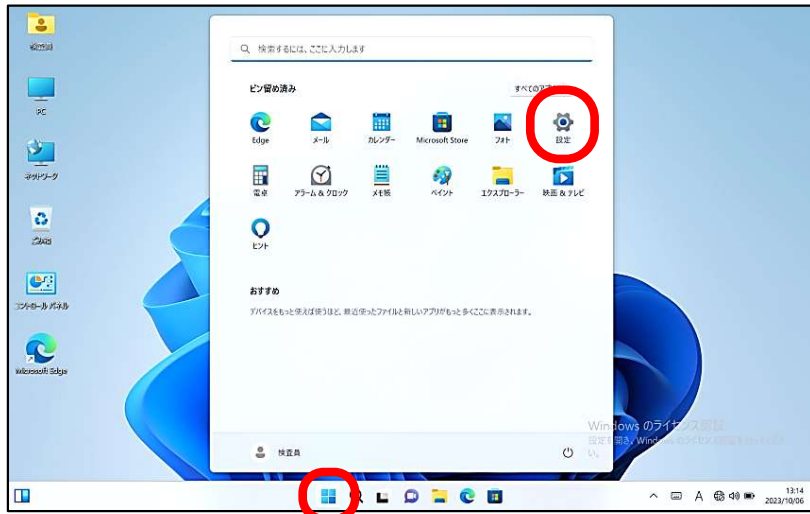 検査員
PC
ネットワーク
ごみ箱
コントロール パネル
Microsoft Edge
検索するには、ここに入力します
ピン留め済み
すべてのア
Edge
メール
カレンダー
Microsoft Store
フォト
設定
電卓
アラーム & クロック
メモ帳
ペイント
エクスプローラー
映画 & テレビ
ヒント
おすすめ
デバイスをもっと使えば使うほど、最近使ったファイルと新しいアプリがもっと多くここに表示されます。
検査員
Windows のライセンス認証
A
13:14
2023/10/06